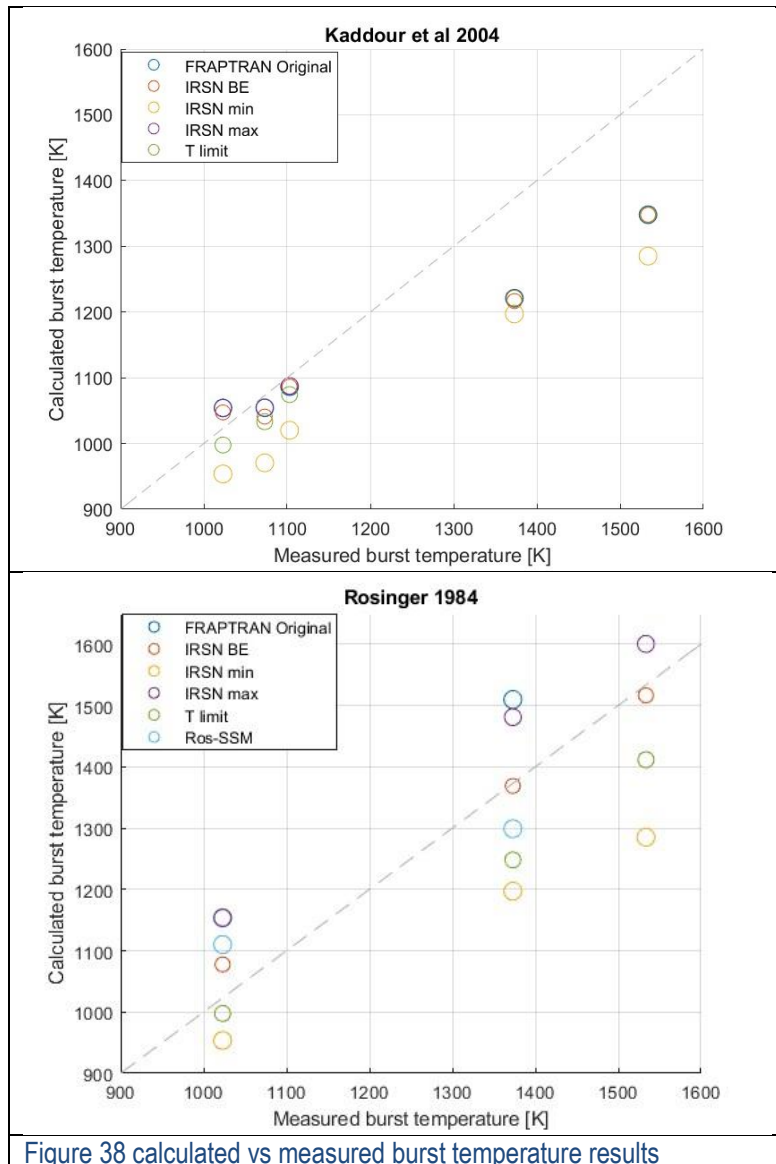 Kaddour et al 2004
1600
1500
1400
1300
1200
1100
1000
900
Calculated burst temperature [K]
FRAPTRAN Original
IRSN BE
IRSN min
IRSN max
T limit
900 1000 1100 1200 1300 1400 1500 1600
Measured burst temperature [K]
Rosinger 1984
1600
1500
1400
1300
1200
1100
1000
900
Calculated burst temperature [K]
FRAPTRAN Original
IRSN BE
IRSN min
IRSN max
T limit
Ros-SSM
900 1000 1100 1200 1300 1400 1500 1600
Measured burst temperature [K]
Figure 38 calculated vs measured burst temperature results